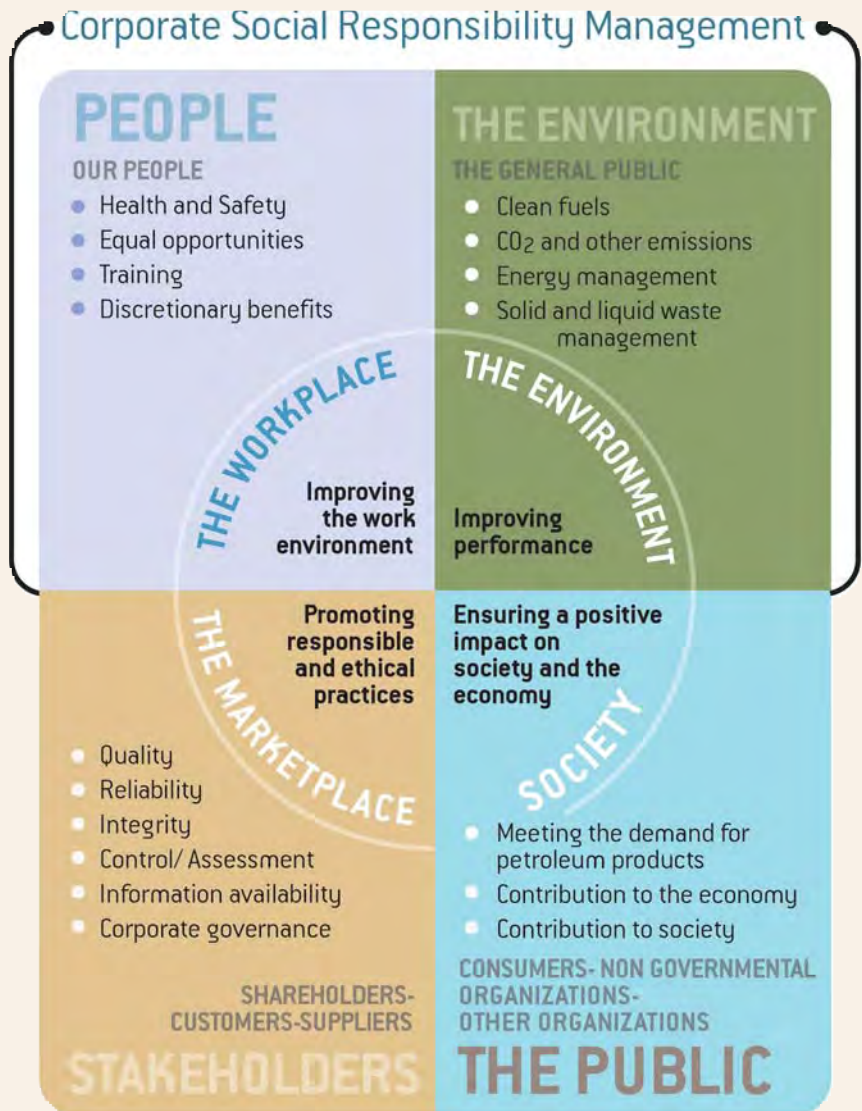 Corporate Social Responsibility Management
PEOPLE
OUR PEOPLE
Health and Safety
Equal opportunities
Training
Discretionary benefits
THE WORKPLACE
Improving
the work
environment
THE ENVIRONMENT
THE GENERAL PUBLIC
Clean fuels
CO2 and other emissions
Energy management
Solid and liquid waste
management
THE ENVIRONMENT
Improving
performance
Promoting
responsible
and ethical
practices
THE MARKETPLACE
Quality
Reliability
Integrity
Control/ Assessment
Information availability
Corporate governance
SHAREHOLDERS-
CUSTOMERS-SUPPLIERS
STAKEHOLDERS
Ensuring a positive
impact on
society and the
economy
SOCIETY
Meeting the demand for
petroleum products
Contribution to the economy
Contribution to society
CONSUMERS- NON GOVERNMENTAL
ORGANIZATIONS-
OTHER ORGANIZATIONS
THE PUBLIC